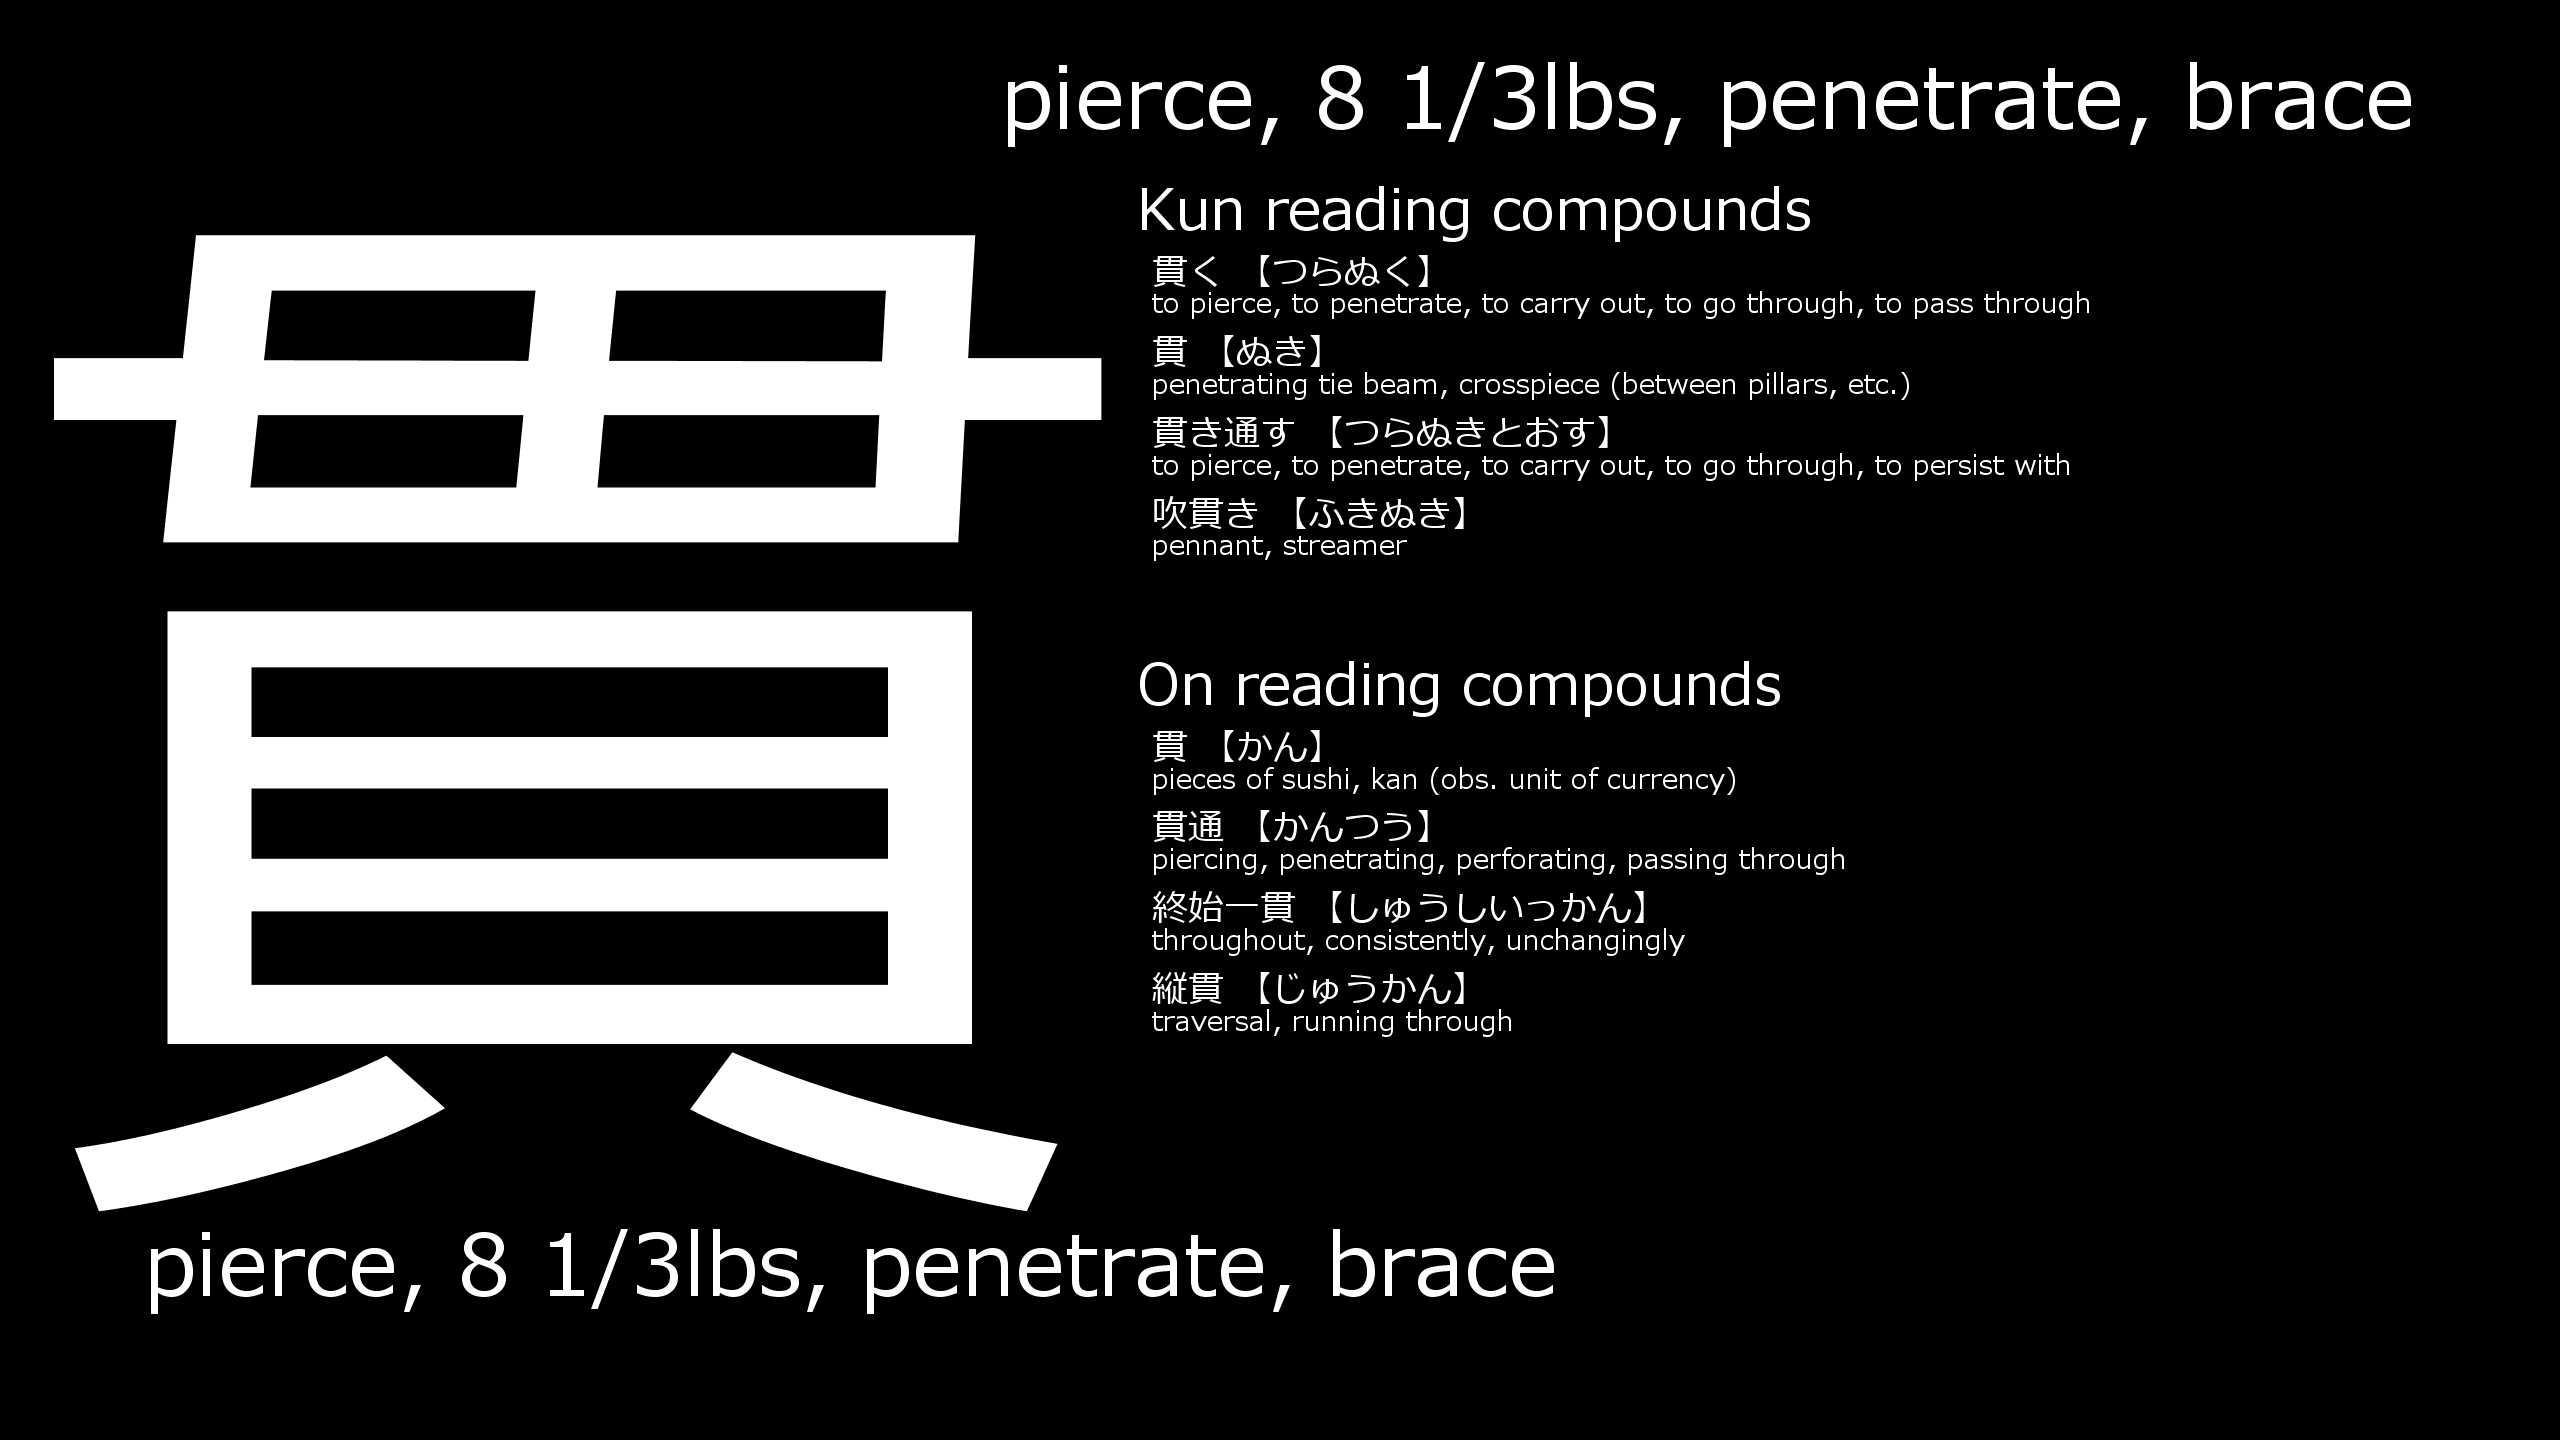 pierce, 8 1/3lbs, penetrate, brace
貫
Kun reading compounds
貫く 【つらぬく】
to pierce, to penetrate, to carry out, to go through, to pass through
貫 【ぬき】
penetrating tie beam, crosspiece (between pillars, etc.)
貫き通す 【つらぬきとおす】
to pierce, to penetrate, to carry out, to go through, to persist with
吹貫き 【ふきぬき】
pennant, streamer
On reading compounds
貫 【かん】
pieces of sushi, kan (obs. unit of currency)
貫通 【かんつう】
piercing, penetrating, perforating, passing through
終始一貫 【しゅうしいっかん】
throughout, consistently, unchangingly
縦貫 【じゅうかん】
traversal, running through
pierce, 8 1/3lbs, penetrate, brace